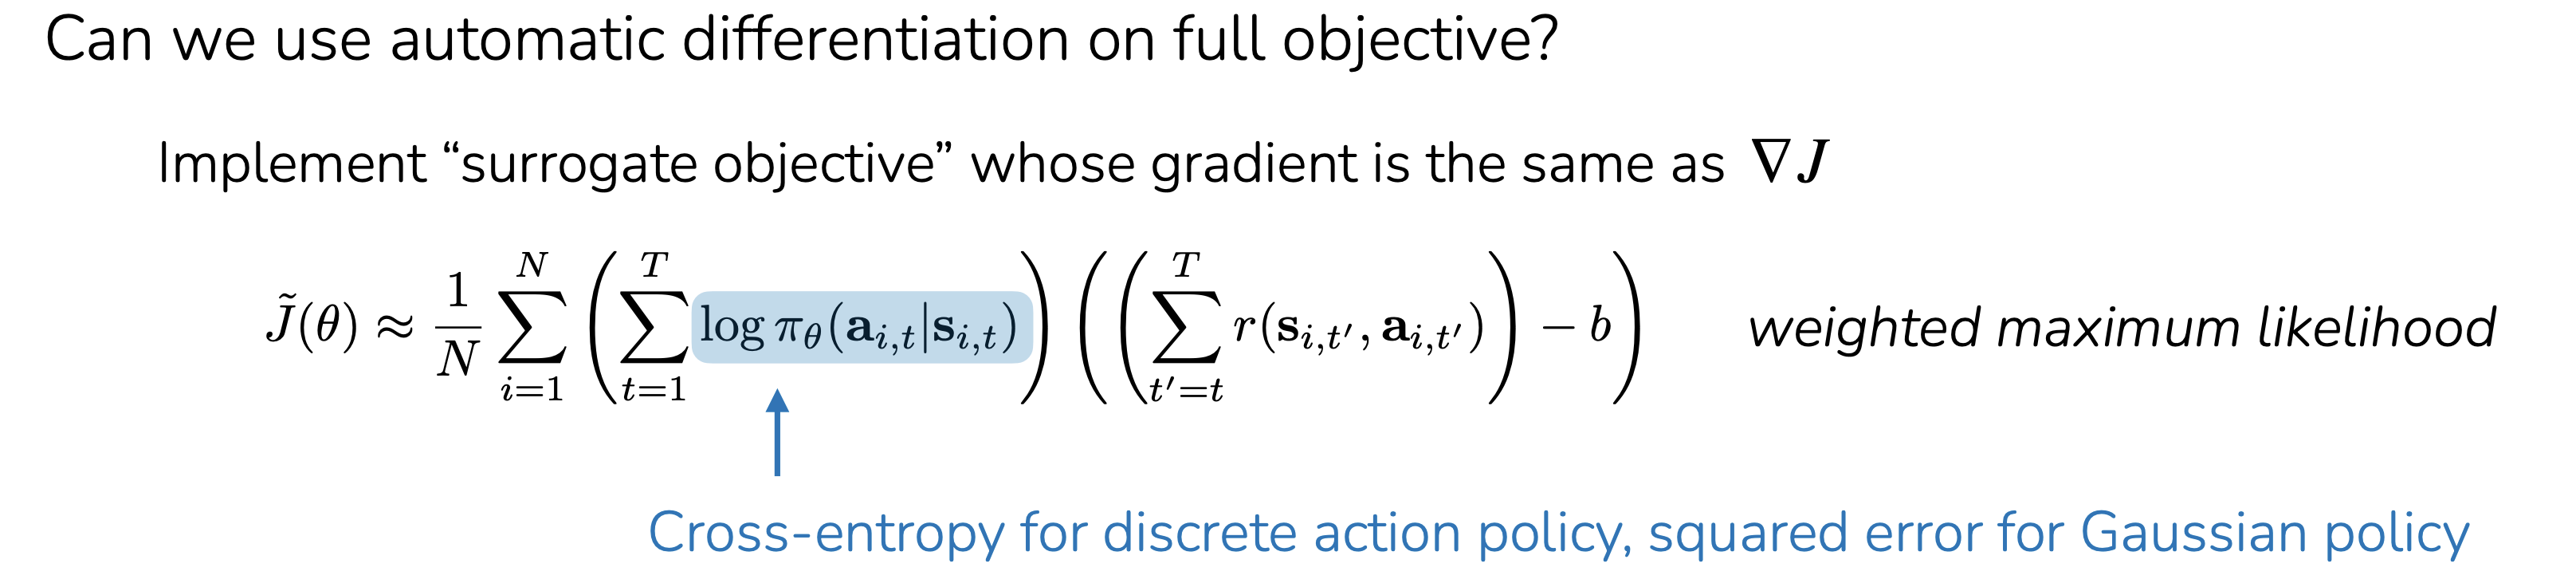 Can we use automatic differentiation on full objective?
Implement “surrogate objective” whose gradient is the same as ∇J
$\tilde{J}(\theta) \approx \frac{1}{N} \sum_{i=1}^{N} \left( \sum_{t=1}^{T} \log \pi_\theta(\mathbf{a}_{i,t}|\mathbf{s}_{i,t}) \right) \left( \left( \sum_{t'=t}^{T} r(\mathbf{s}_{i,t'}, \mathbf{a}_{i,t'}) \right) - b \right)$ weighted maximum likelihood
Cross-entropy for discrete action policy, squared error for Gaussian policy